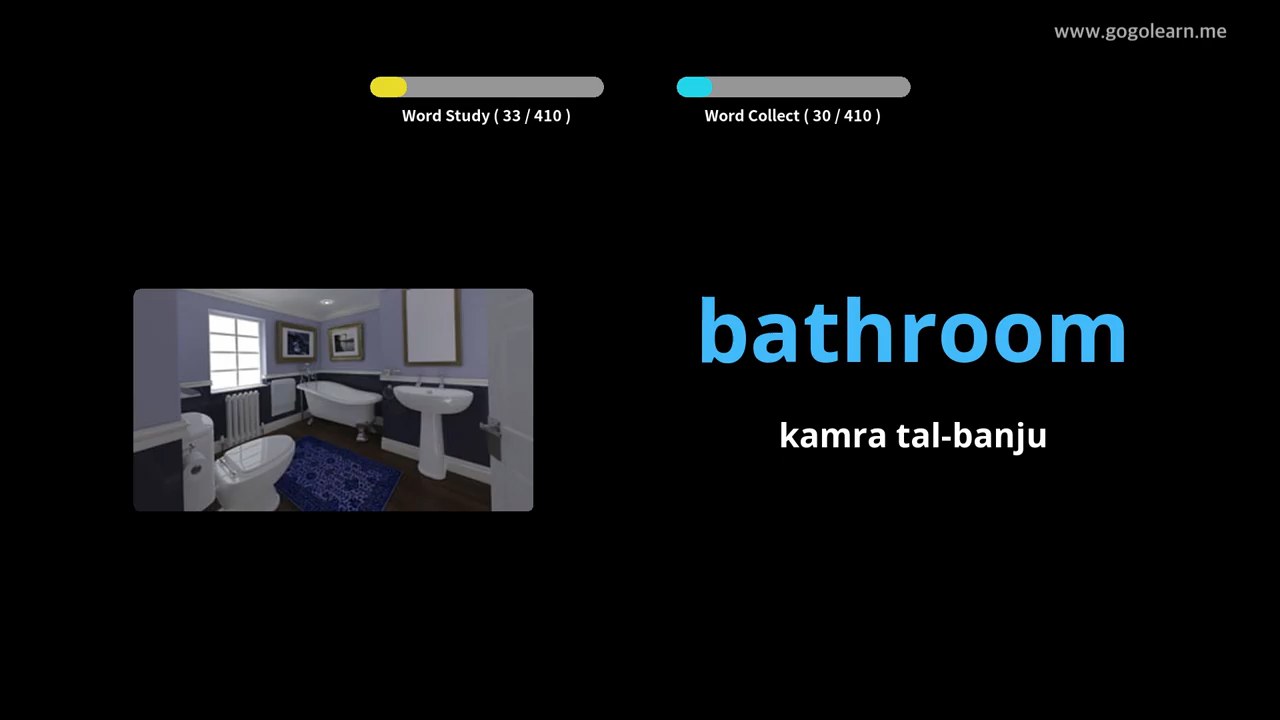 www.gogolearn.me
Word Study ( 33 / 410 )
Word Collect ( 30 / 410 )
bathroom
kamra tal-banju